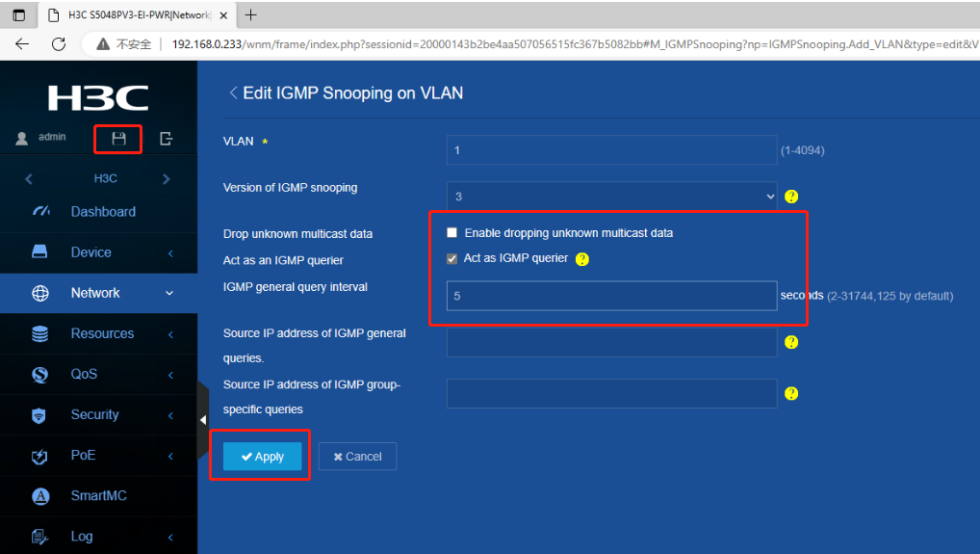 H3C S5048PV3-EI-PWR|Network|
不安全 | 192.168.0.233/wnm/frame/index.php?sessionid=20000143b2be4aa507056515fc367b5082bb#M_IGMPSnooping?np=IGMPSnooping.Add_VLAN&type=edit&V
H3C
admin
H3C
Dashboard
Device
Network
Resources
QoS
Security
PoE
SmartMC
Log
Edit IGMP Snooping on VLAN
VLAN *
1
(1-4094)
Version of IGMP snooping
3
?
Drop unknown multicast data
Enable dropping unknown multicast data
Act as an IGMP querier
Act as IGMP querier ?
IGMP general query interval
5
seconds (2-31744,125 by default)
Source IP address of IGMP general
queries.
?
Source IP address of IGMP group-
specific queries
?
Apply
Cancel